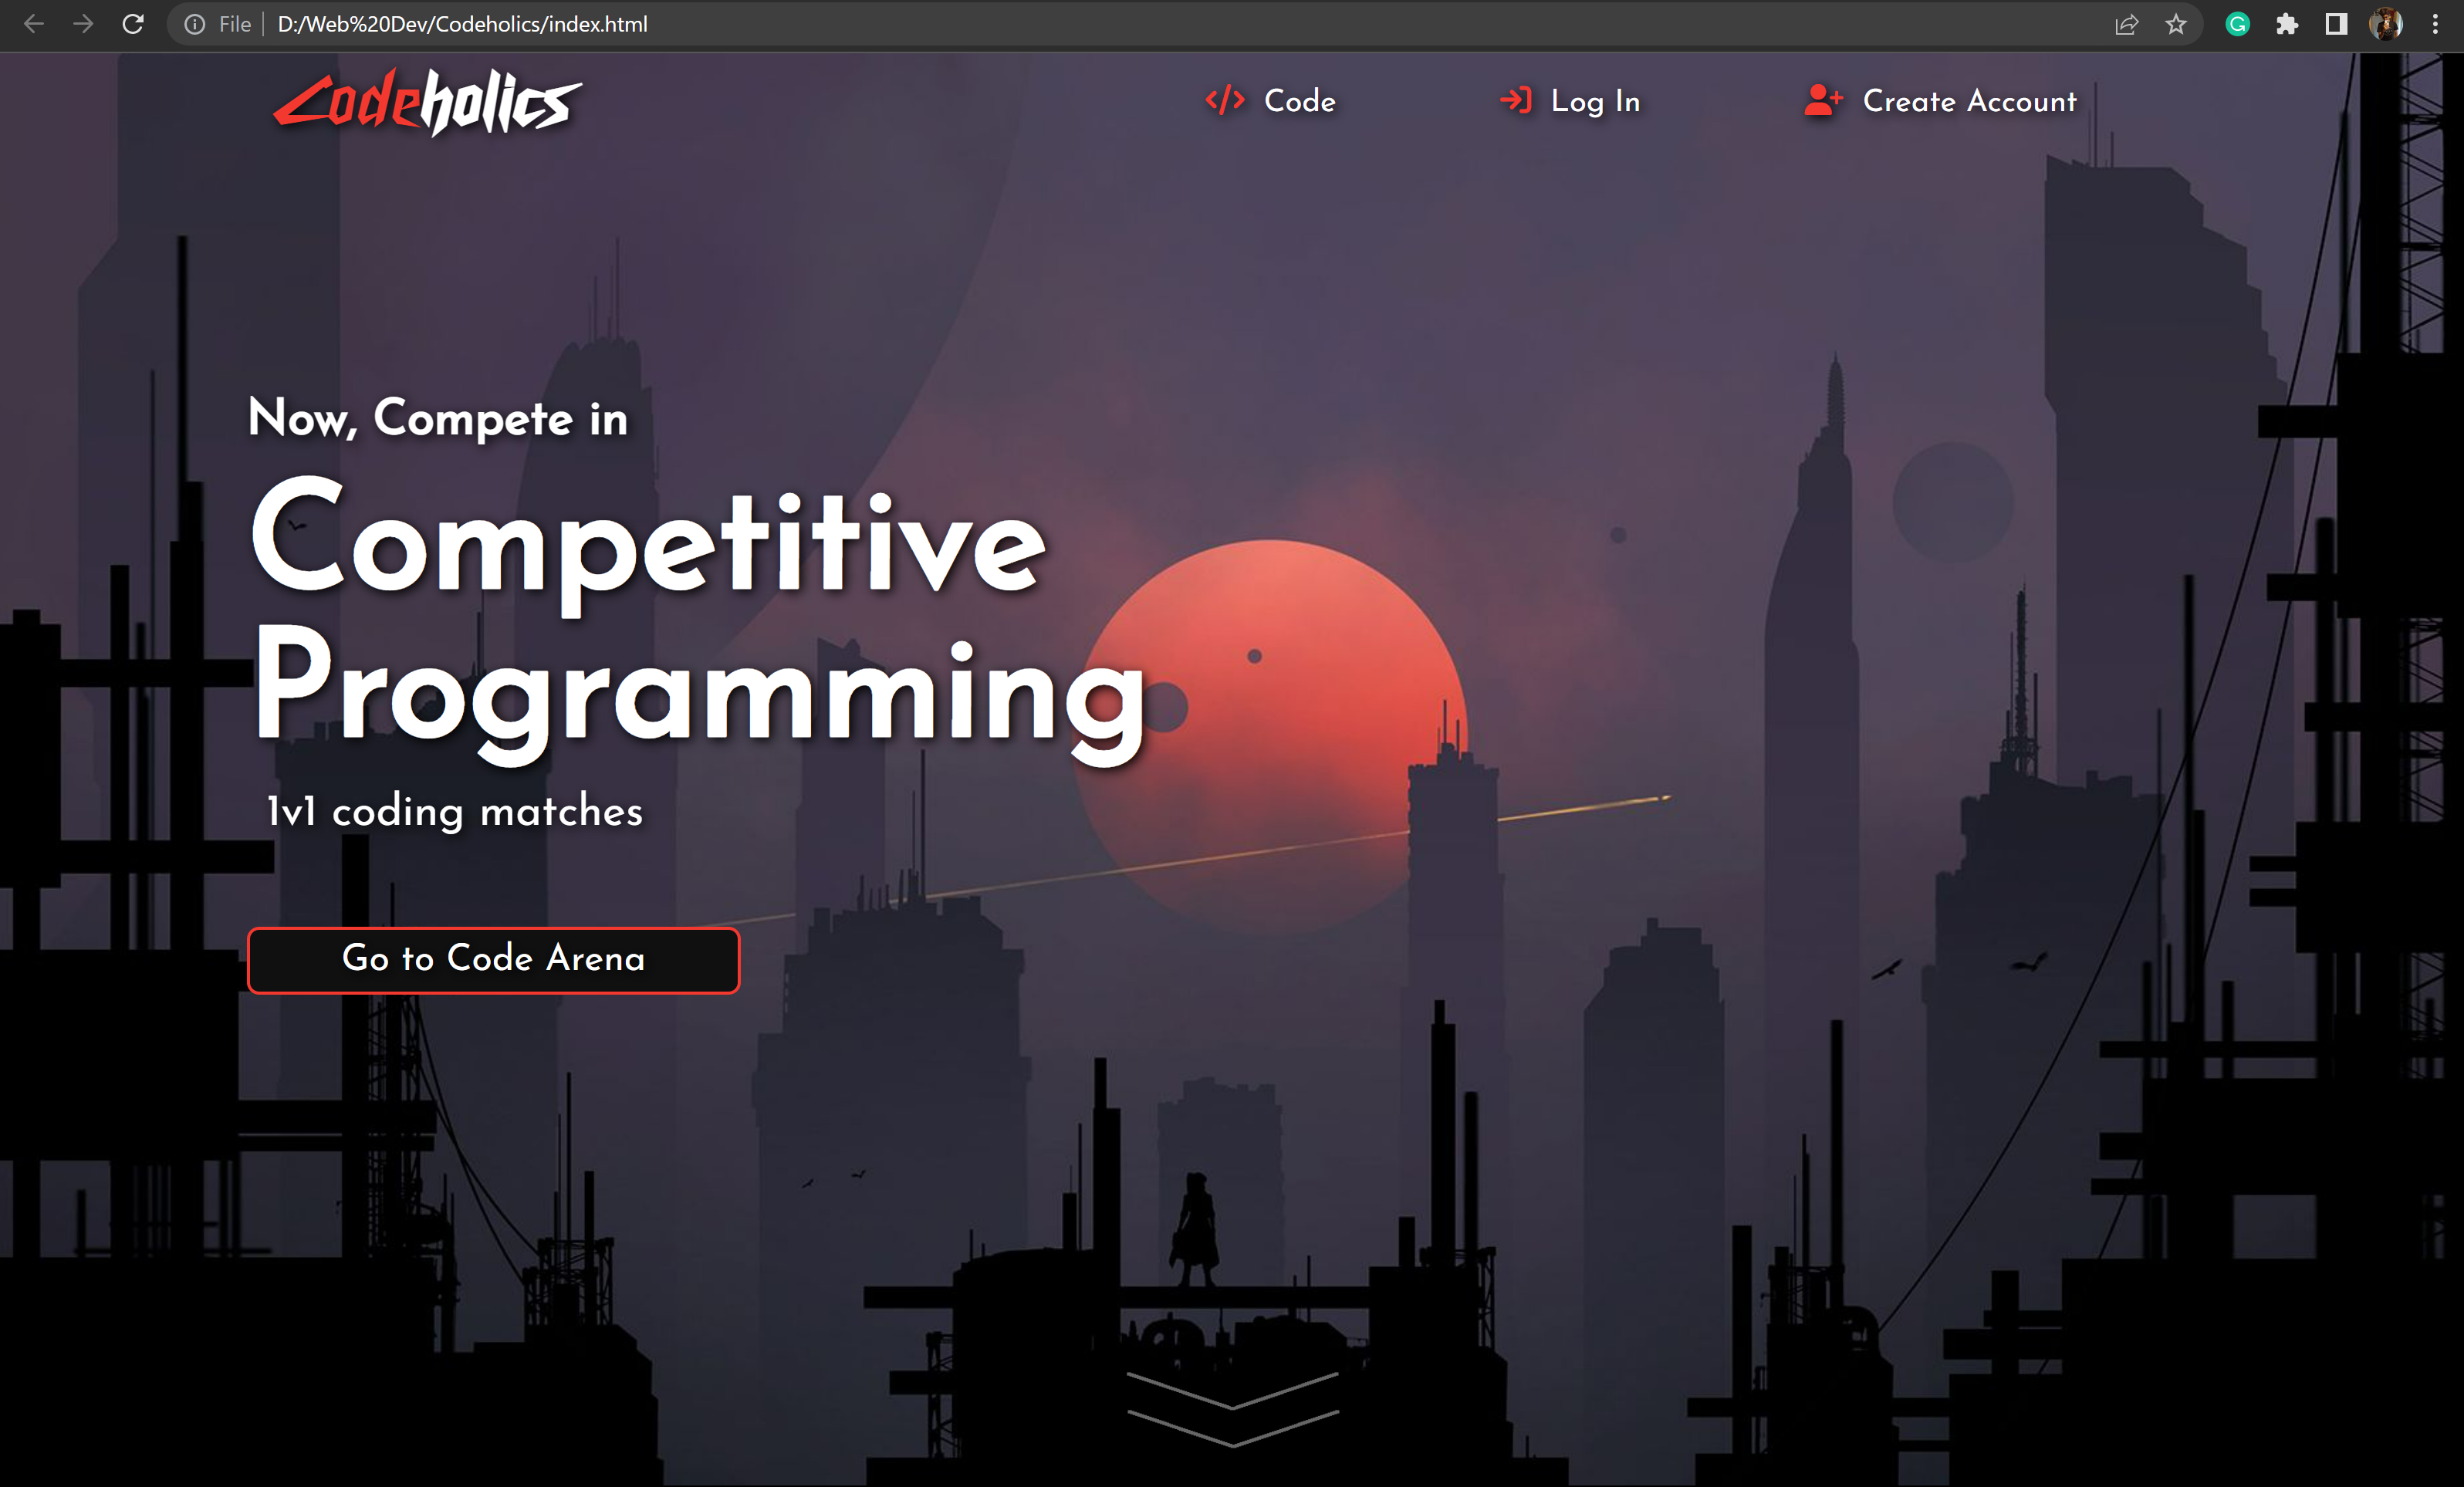 File D:/Web%20Dev/Codeholics/index.html
Codeholics
</> Code
Log In
Create Account
Now, Compete in
Competitive
Programming
1v1 coding matches
Go to Code Arena